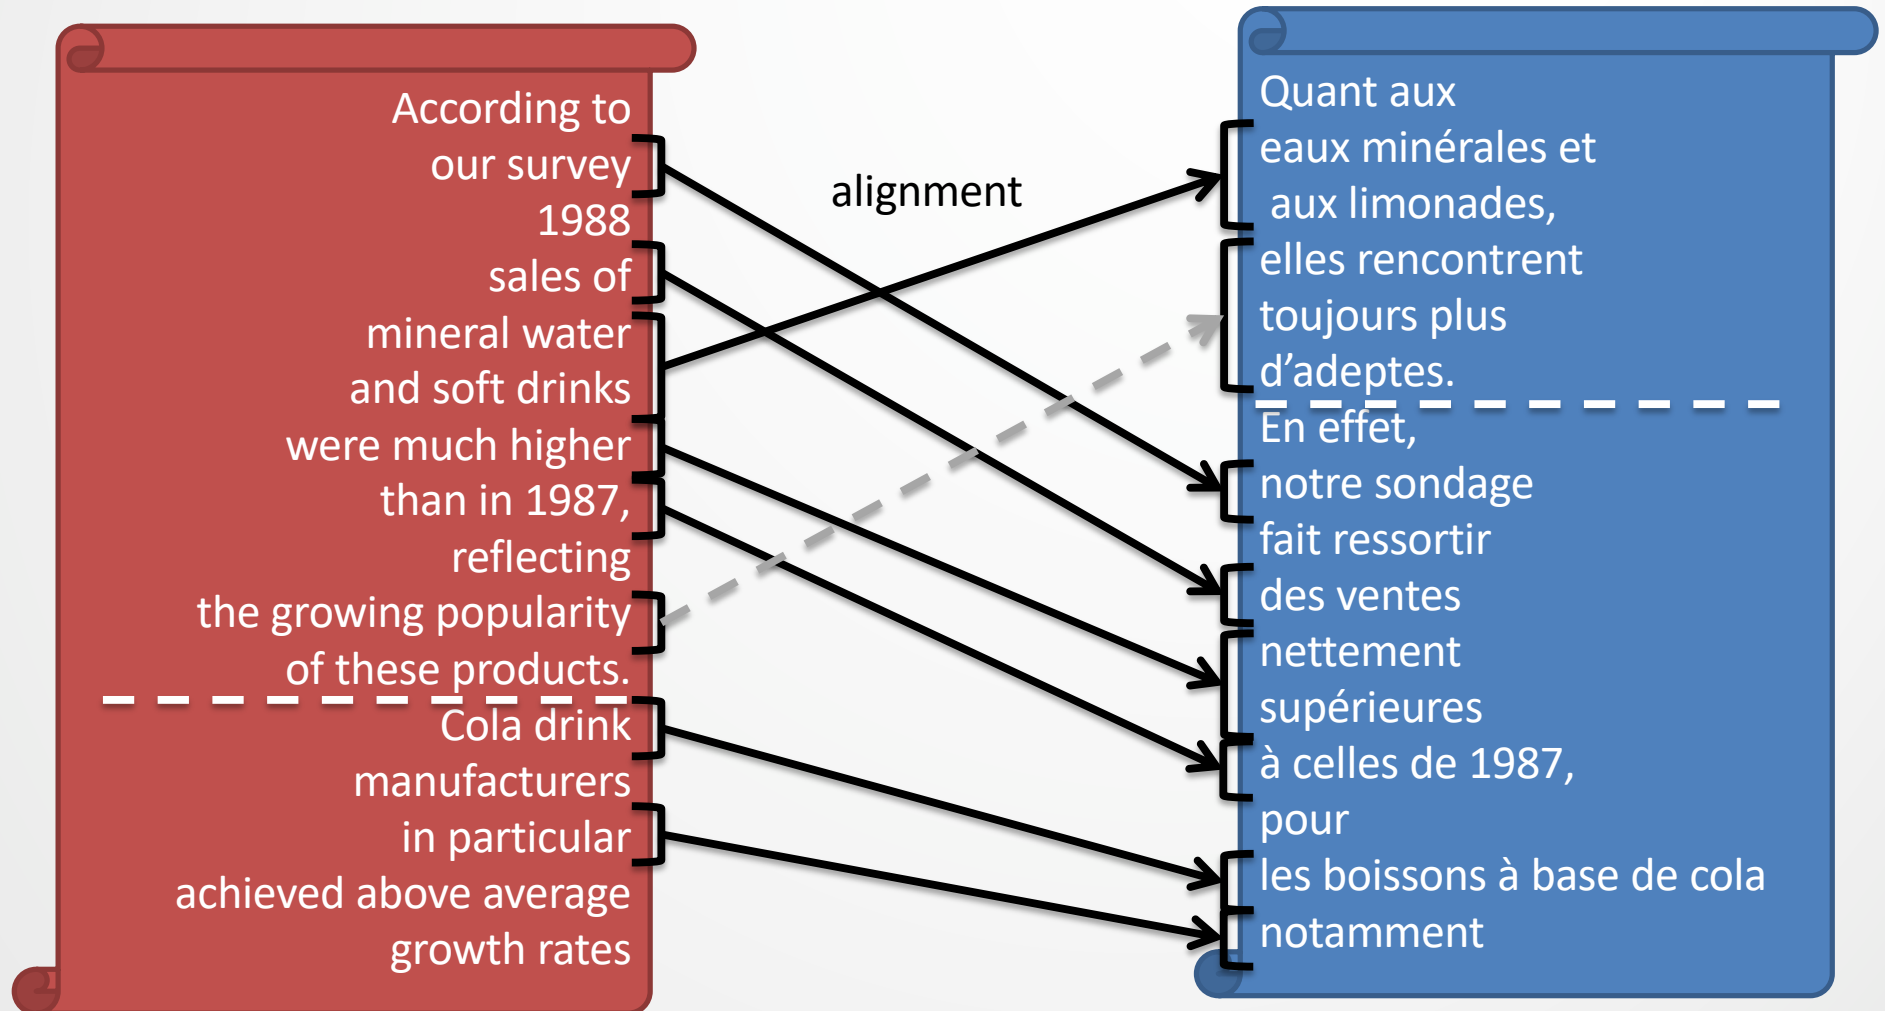 According to
our survey
1988
sales of
mineral water
and soft drinks
were much higher
than in 1987,
reflecting
the growing popularity
of these products.
Cola drink
manufacturers
in particular
achieved above average
growth rates
alignment
Quant aux
eaux minérales et
aux limonades,
elles rencontrent
toujours plus
d’adeptes.
En effet,
notre sondage
fait ressortir
des ventes
nettement
supérieures
à celles de 1987,
pour
les boissons à base de cola
notamment